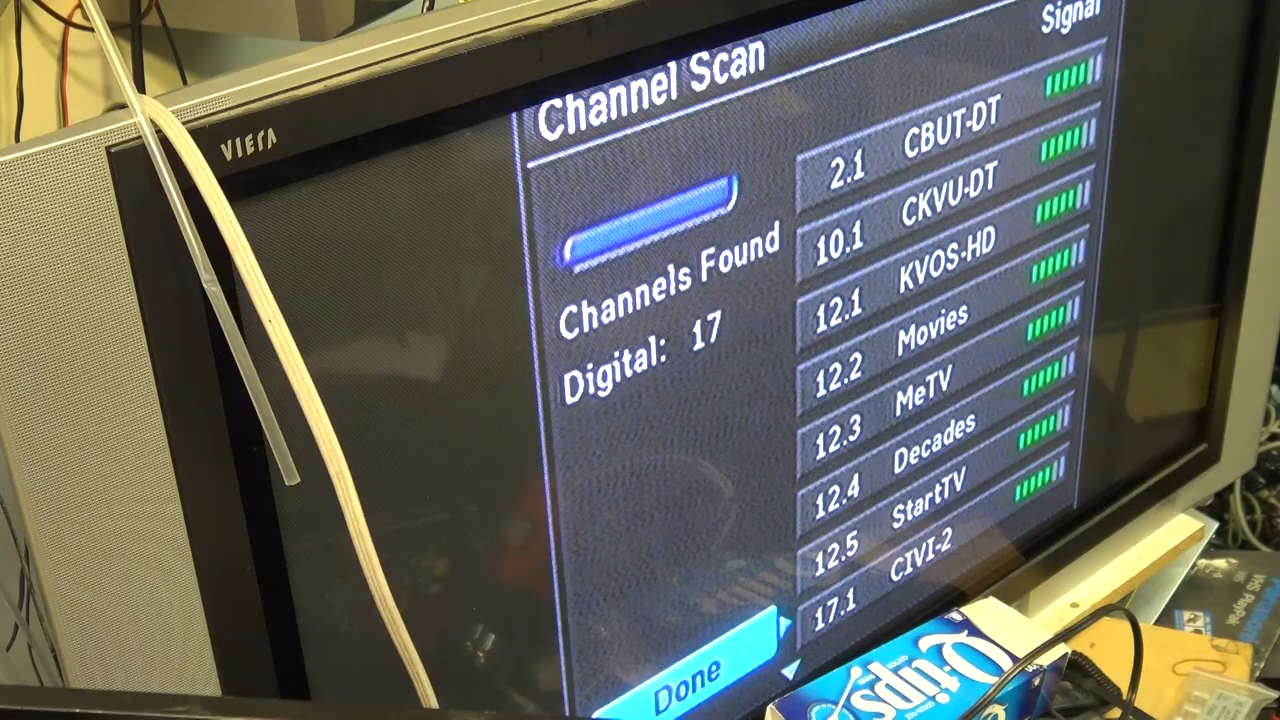 VIERA
Channel Scan
Signal
Channels Found
Digital: 17
2.1 CBUT-DT
10.1 CKVU-DT
12.1 KVOS-HD
12.2 Movies
12.3 MeTV
12.4 Decades
12.5 StartTV
17.1 CIVI-2
Done
Q-tips